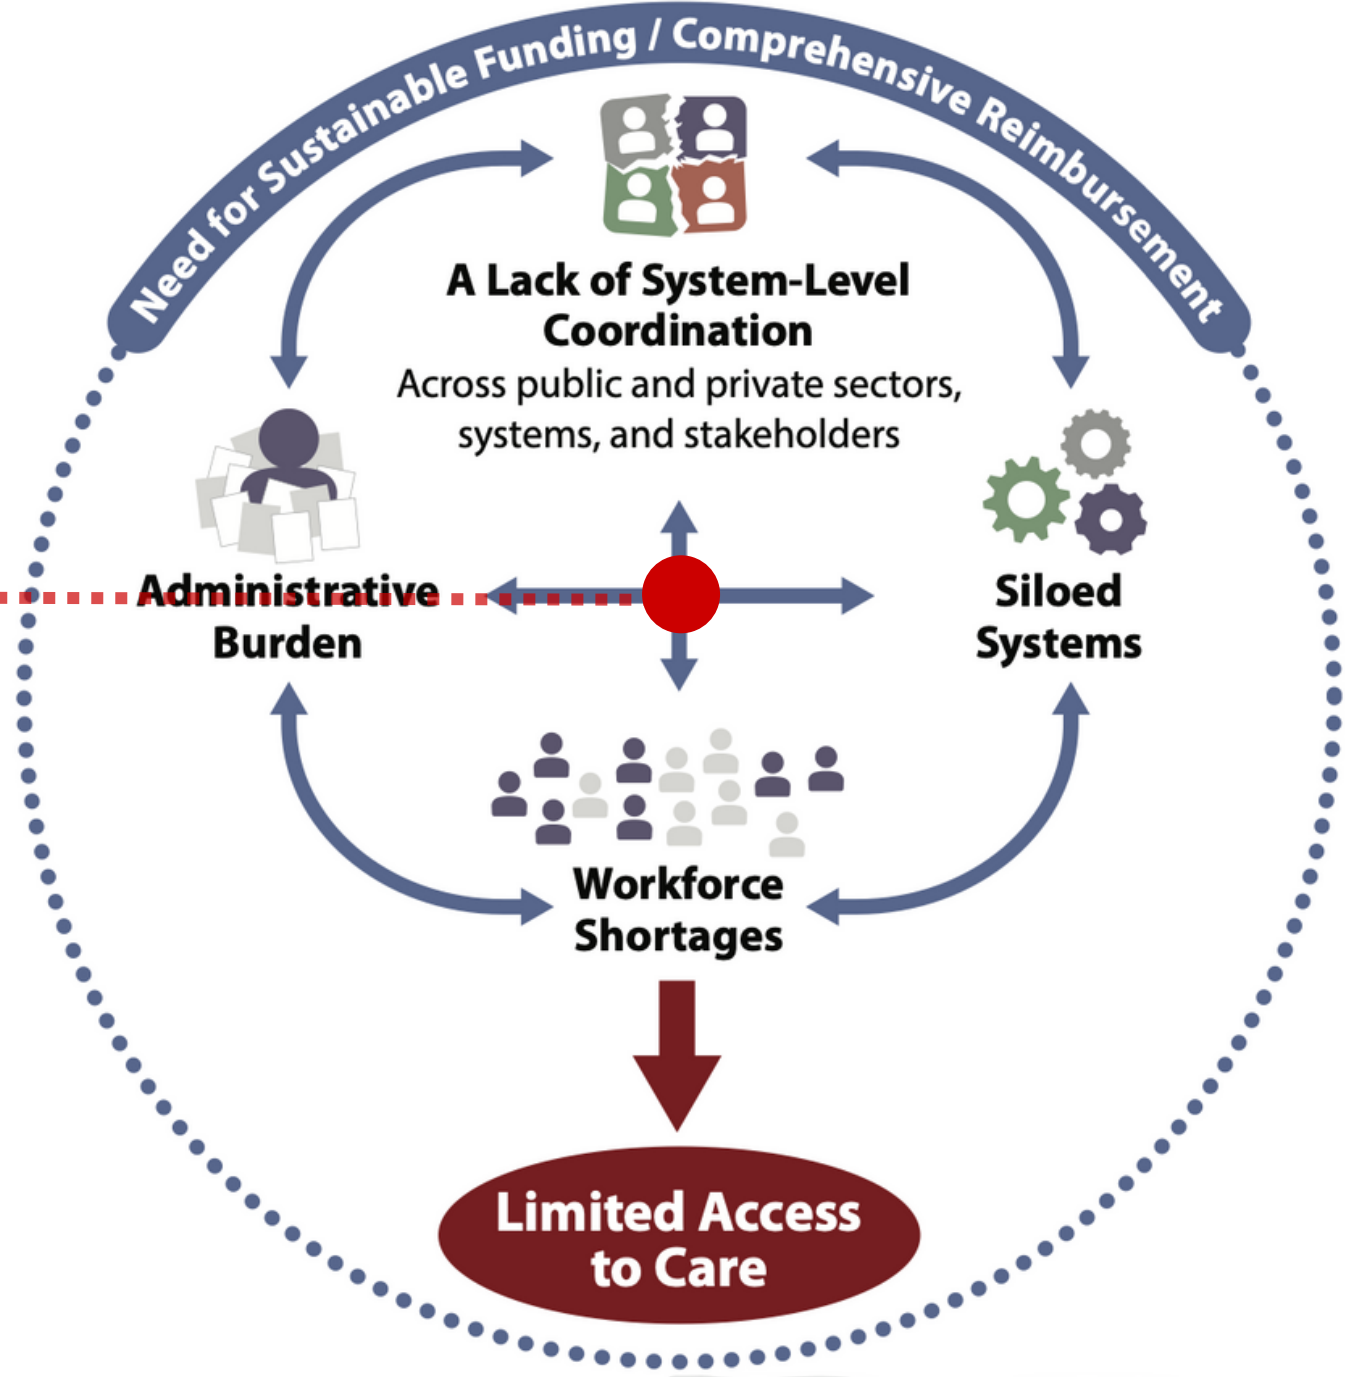 Need for Sustainable Funding / Comprehensive Reimbursement
A Lack of System-Level
Coordination
Across public and private sectors,
systems, and stakeholders
Administrative
Burden
Siloed
Systems
Workforce
Shortages
Limited Access
to Care